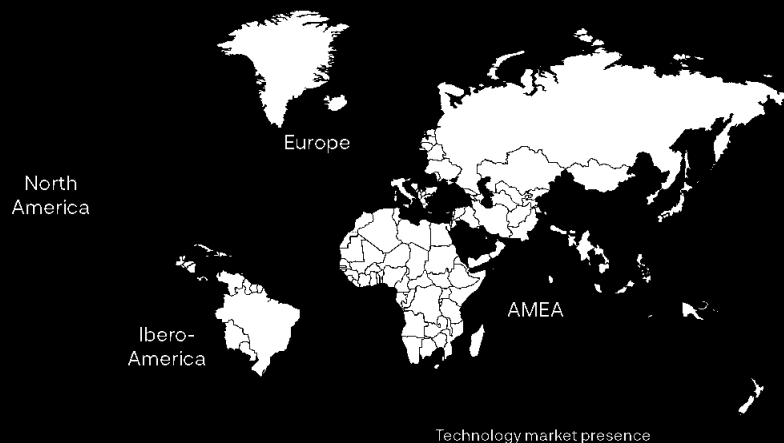 Europe
North
America
AMEA
Ibero-
America
Technology market presence